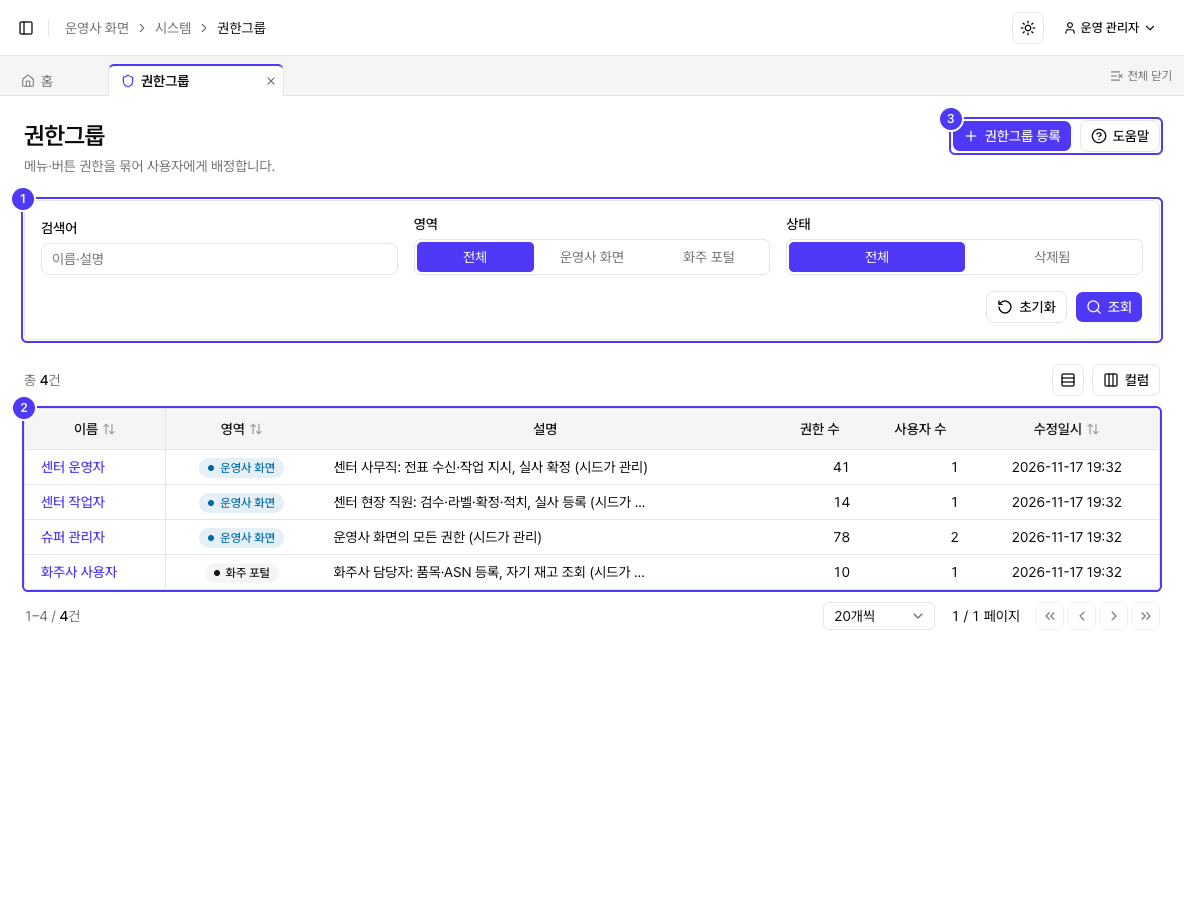 운영사 화면 > 시스템 > 권한그룹
운영 관리자
홈
권한그룹
전체 닫기
권한그룹
메뉴·버튼 권한을 묶어 사용자에게 배정합니다.
3
권한그룹 등록
도움말
1
검색어
이름·설명
영역
전체 운영사 화면 화주 포털
상태
전체 삭제됨
초기화
조회
총 4건
컬럼
2
이름 영역 설명 권한 수 사용자 수 수정일시
센터 운영자 운영사 화면 센터 사무직: 전표 수신·작업 지시, 실사 확정 (시드가 관리) 41 1 2026-11-17 19:32
센터 작업자 운영사 화면 센터 현장 직원: 검수·라벨·확정·적치, 실사 등록 (시드가 ... 14 1 2026-11-17 19:32
슈퍼 관리자 운영사 화면 운영사 화면의 모든 권한 (시드가 관리) 78 2 2026-11-17 19:32
화주사 사용자 화주 포털 화주사 담당자: 품목·ASN 등록, 자기 재고 조회 (시드가 ... 10 1 2026-11-17 19:32
1–4 / 4건
20개씩
1 / 1 페이지